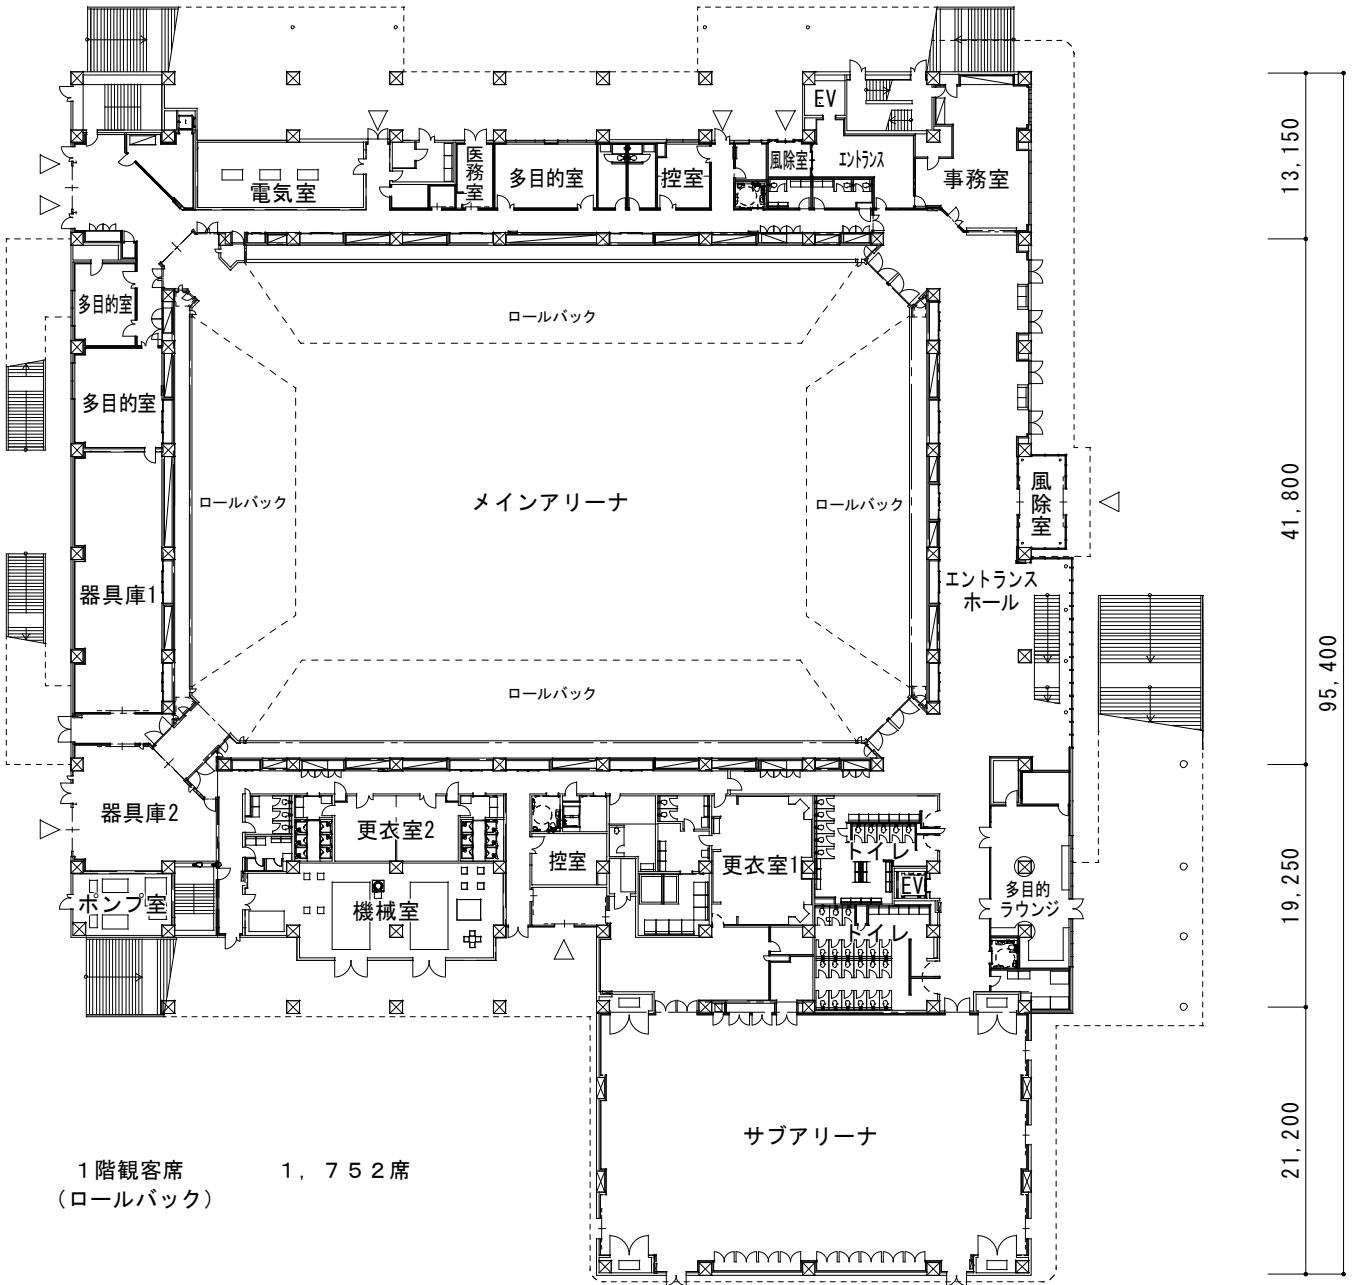 EV
風除室
エントランス
事務室
電気室
医務室
多目的室
控室
13,150
多目的室
ロールバック
多目的室
ロールバック
メインアリーナ
ロールバック
風除室
41,800
器具庫1
エントランス
ホール
95,400
ロールバック
器具庫2
更衣室2
控室
更衣室1
トイレ
EV
多目的
ラウンジ
19,250
ポンプ室
機械室
トイレ
サブアリーナ
21,200
1階観客席 1,752席
(ロールバック)